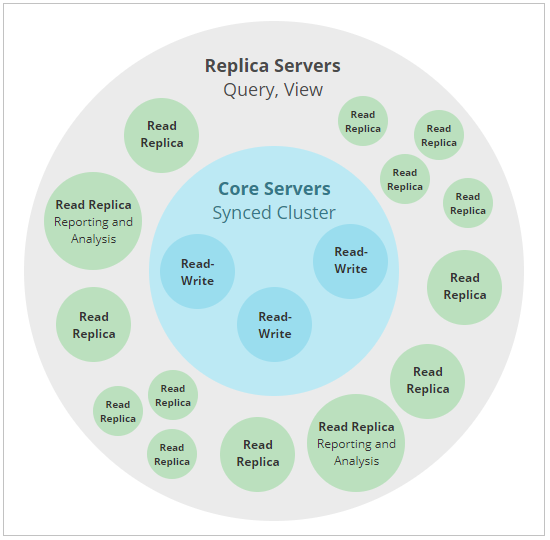 Replica Servers
Query, View
Read
Replica
Read
Replica
Read
Replica
Read
Replica
Read
Replica
Read Replica
Reporting and
Analysis
Core Servers
Synced Cluster
Read-
Write
Read-
Write
Read-
Write
Read
Replica
Read
Replica
Read
Replica
Read
Replica
Read
Replica
Read
Replica
Read
Replica
Read
Replica
Read Replica
Reporting and
Analysis